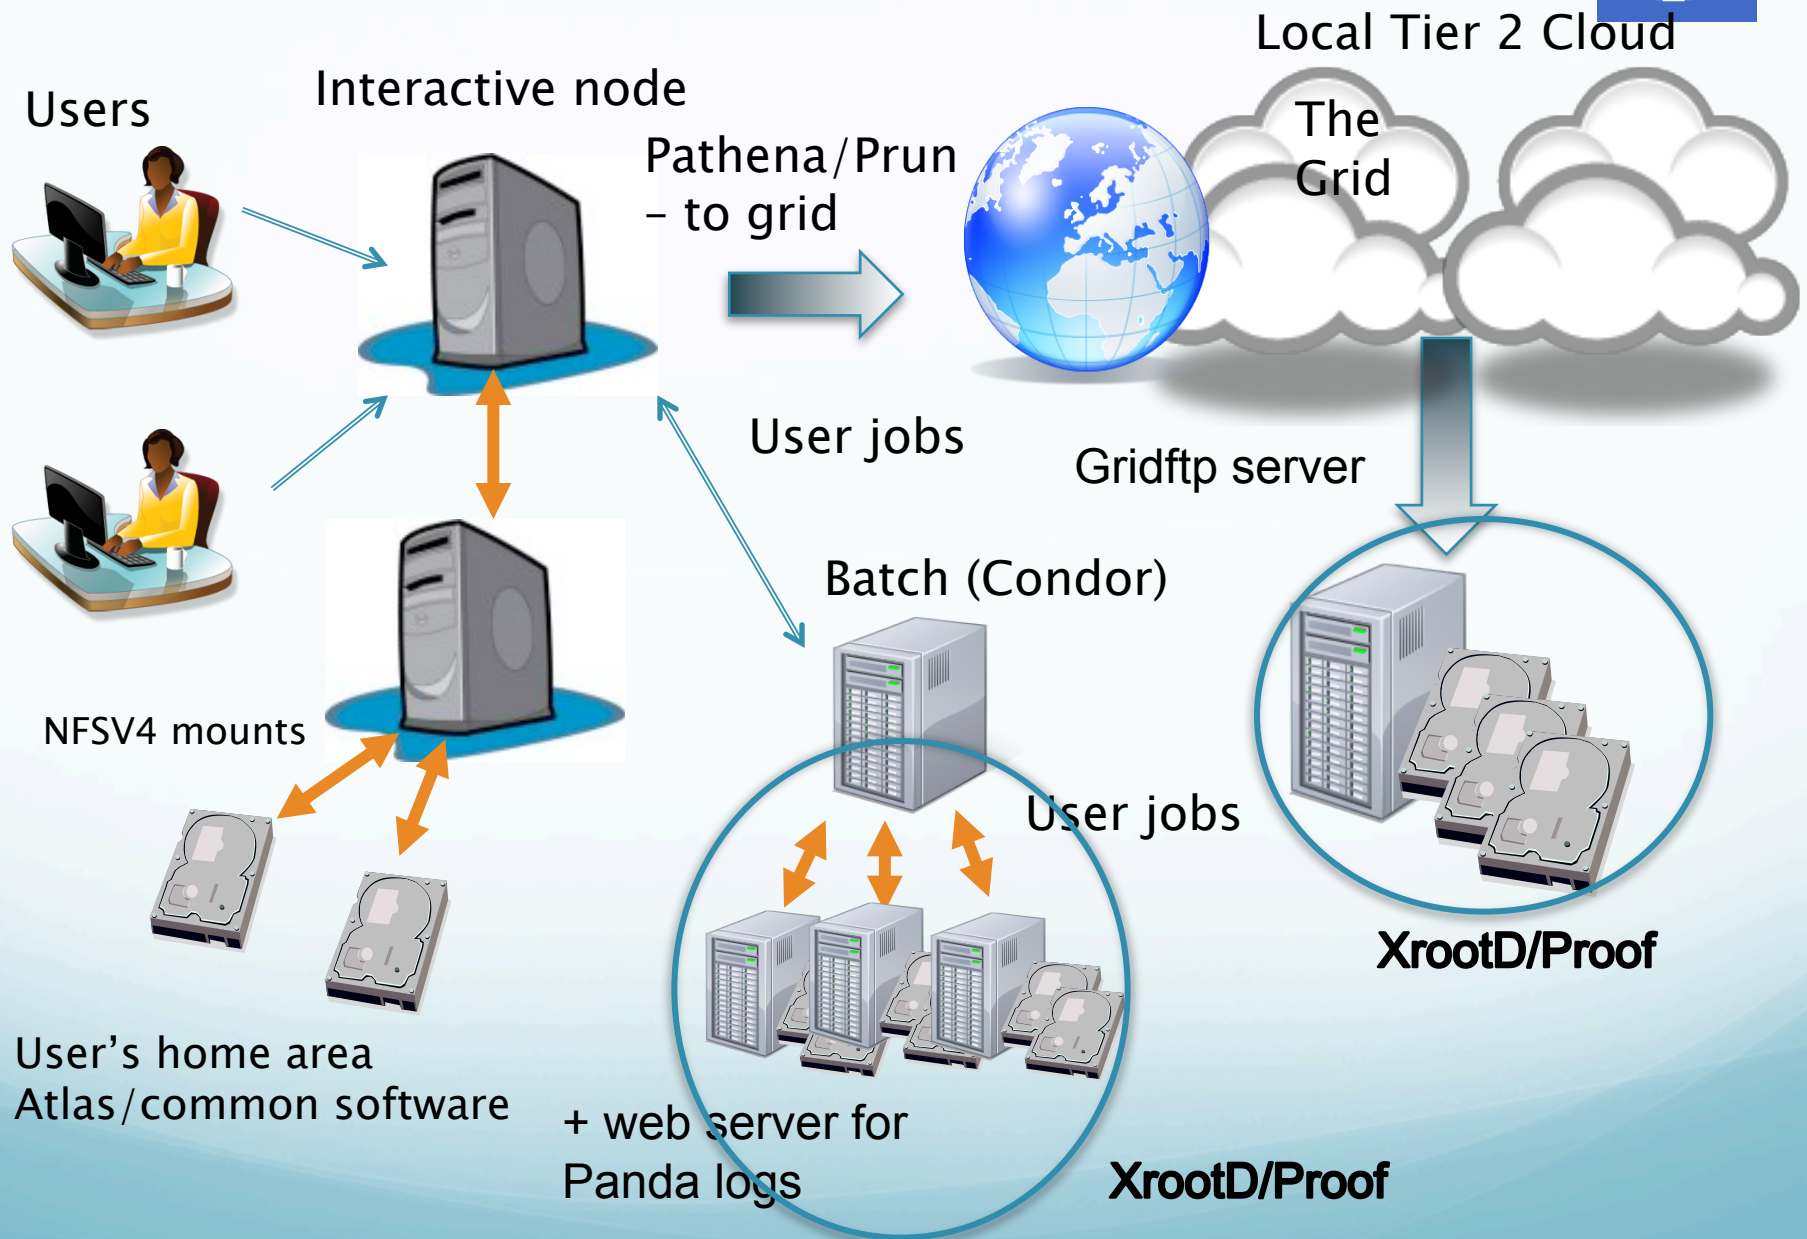 Local Tier 2 Cloud
Users
Interactive node
The
Grid
Pathena/Prun
– to grid
User jobs
Gridftp server
Batch (Condor)
NFSV4 mounts
User jobs
XrootD/Proof
User’s home area
Atlas/common software
+ web server for
Panda logs
XrootD/Proof